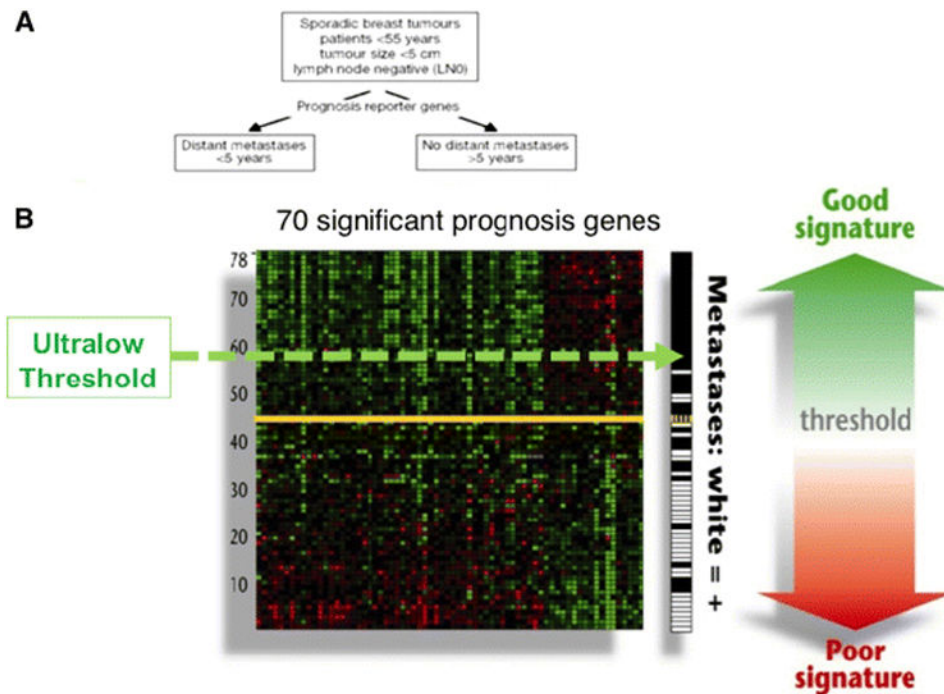 A
Sporadic breast tumours
patients <55 years
tumour size <5 cm
lymph node negative (LN0)
Prognosis reporter genes
Distant metastases
<5 years
No distant metastases
>5 years
B
70 significant prognosis genes
Good
signature
78
70
60
50
40
30
20
10
Ultralow
Threshold
Metastases: white = +
threshold
Poor
signature